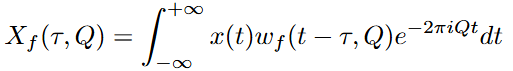 X_f(τ, Q) = ∫_{-∞}^{+∞} x(t)w_f(t − τ, Q)e^{−2πiQt}dt